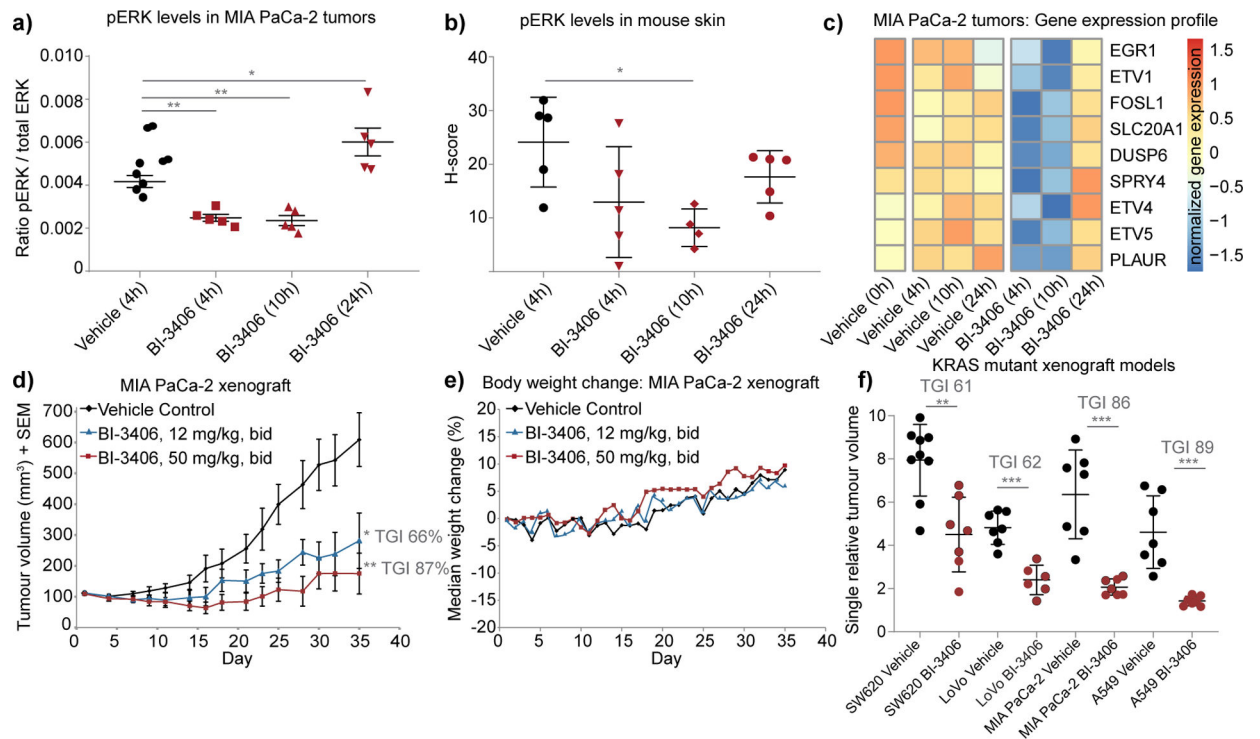 a)
pERK levels in MIA PaCa-2 tumors
Ratio pERK / total ERK
0.010
0.008
0.006
0.004
0.002
0
*
**
**
Vehicle (4h)
BI-3406 (4h)
BI-3406 (10h)
BI-3406 (24h)
b)
pERK levels in mouse skin
H-score
40
30
20
10
*
Vehicle (4h)
BI-3406 (4h)
BI-3406 (10h)
BI-3406 (24h)
c)
MIA PaCa-2 tumors: Gene expression profile
EGR1
ETV1
FOSL1
SLC20A1
DUSP6
SPRY4
ETV4
ETV5
PLAUR
1.5
1
0.5
0
−0.5
−1
−1.5
normalized gene expression
Vehicle (0h)
Vehicle (4h)
Vehicle (10h)
Vehicle (24h)
BI-3406 (4h)
BI-3406 (10h)
BI-3406 (24h)
d)
MIA PaCa-2 xenograft
Tumour volume (mm³) + SEM
700
600
500
400
300
200
100
0
Vehicle Control
BI-3406, 12 mg/kg, bid
BI-3406, 50 mg/kg, bid
* TGI 66%
** TGI 87%
0 5 10 15 20 25 30 35 40
Day
e)
Body weight change: MIA PaCa-2 xenograft
Median weight change (%)
20
15
10
5
0
-5
-10
-15
-20
Vehicle Control
BI-3406, 12 mg/kg, bid
BI-3406, 50 mg/kg, bid
0 5 10 15 20 25 30 35 40
Day
f)
KRAS mutant xenograft models
Single relative tumour volume
10
8
6
4
2
0
TGI 61
**
TGI 62
***
TGI 86
***
TGI 89
***
SW620 Vehicle
SW620 BI-3406
LoVo Vehicle
LoVo BI-3406
MIA PaCa-2 Vehicle
MIA PaCa-2 BI-3406
A549 Vehicle
A549 BI-3406